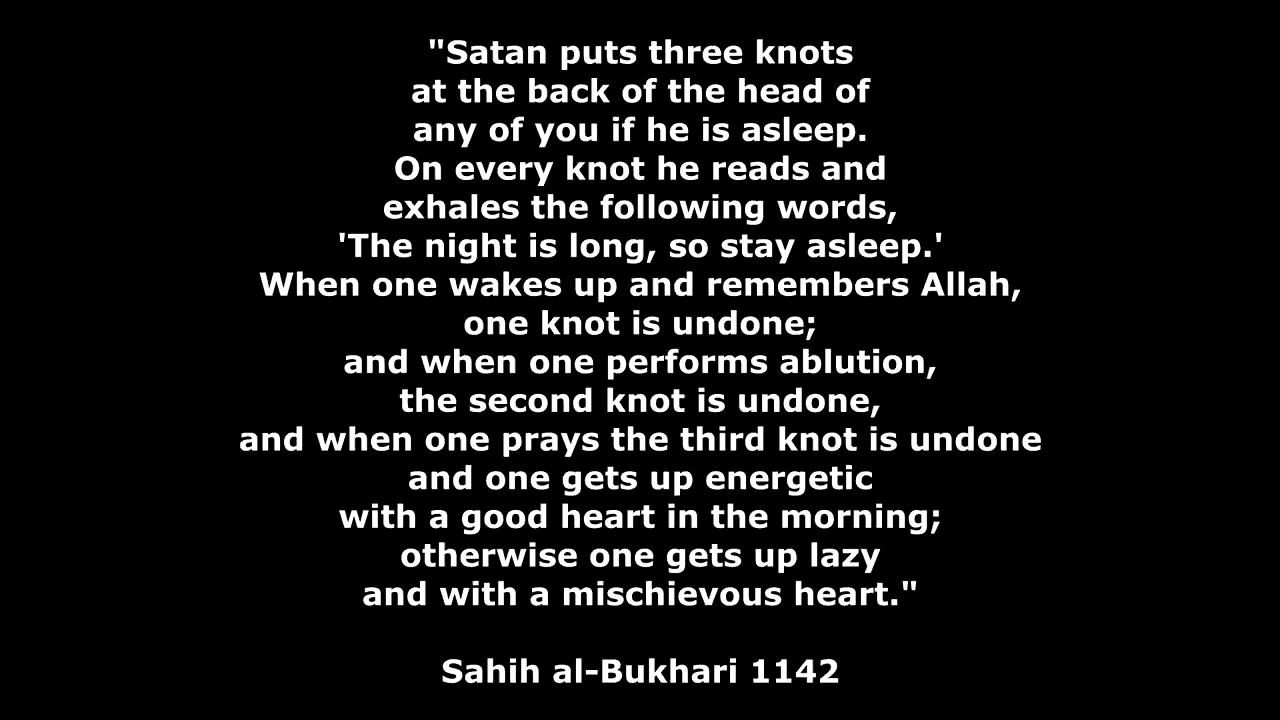 "Satan puts three knots
at the back of the head of
any of you if he is asleep.
On every knot he reads and
exhales the following words,
'The night is long, so stay asleep.'
When one wakes up and remembers Allah,
one knot is undone;
and when one performs ablution,
the second knot is undone,
and when one prays the third knot is undone
and one gets up energetic
with a good heart in the morning;
otherwise one gets up lazy
and with a mischievous heart."
Sahih al-Bukhari 1142